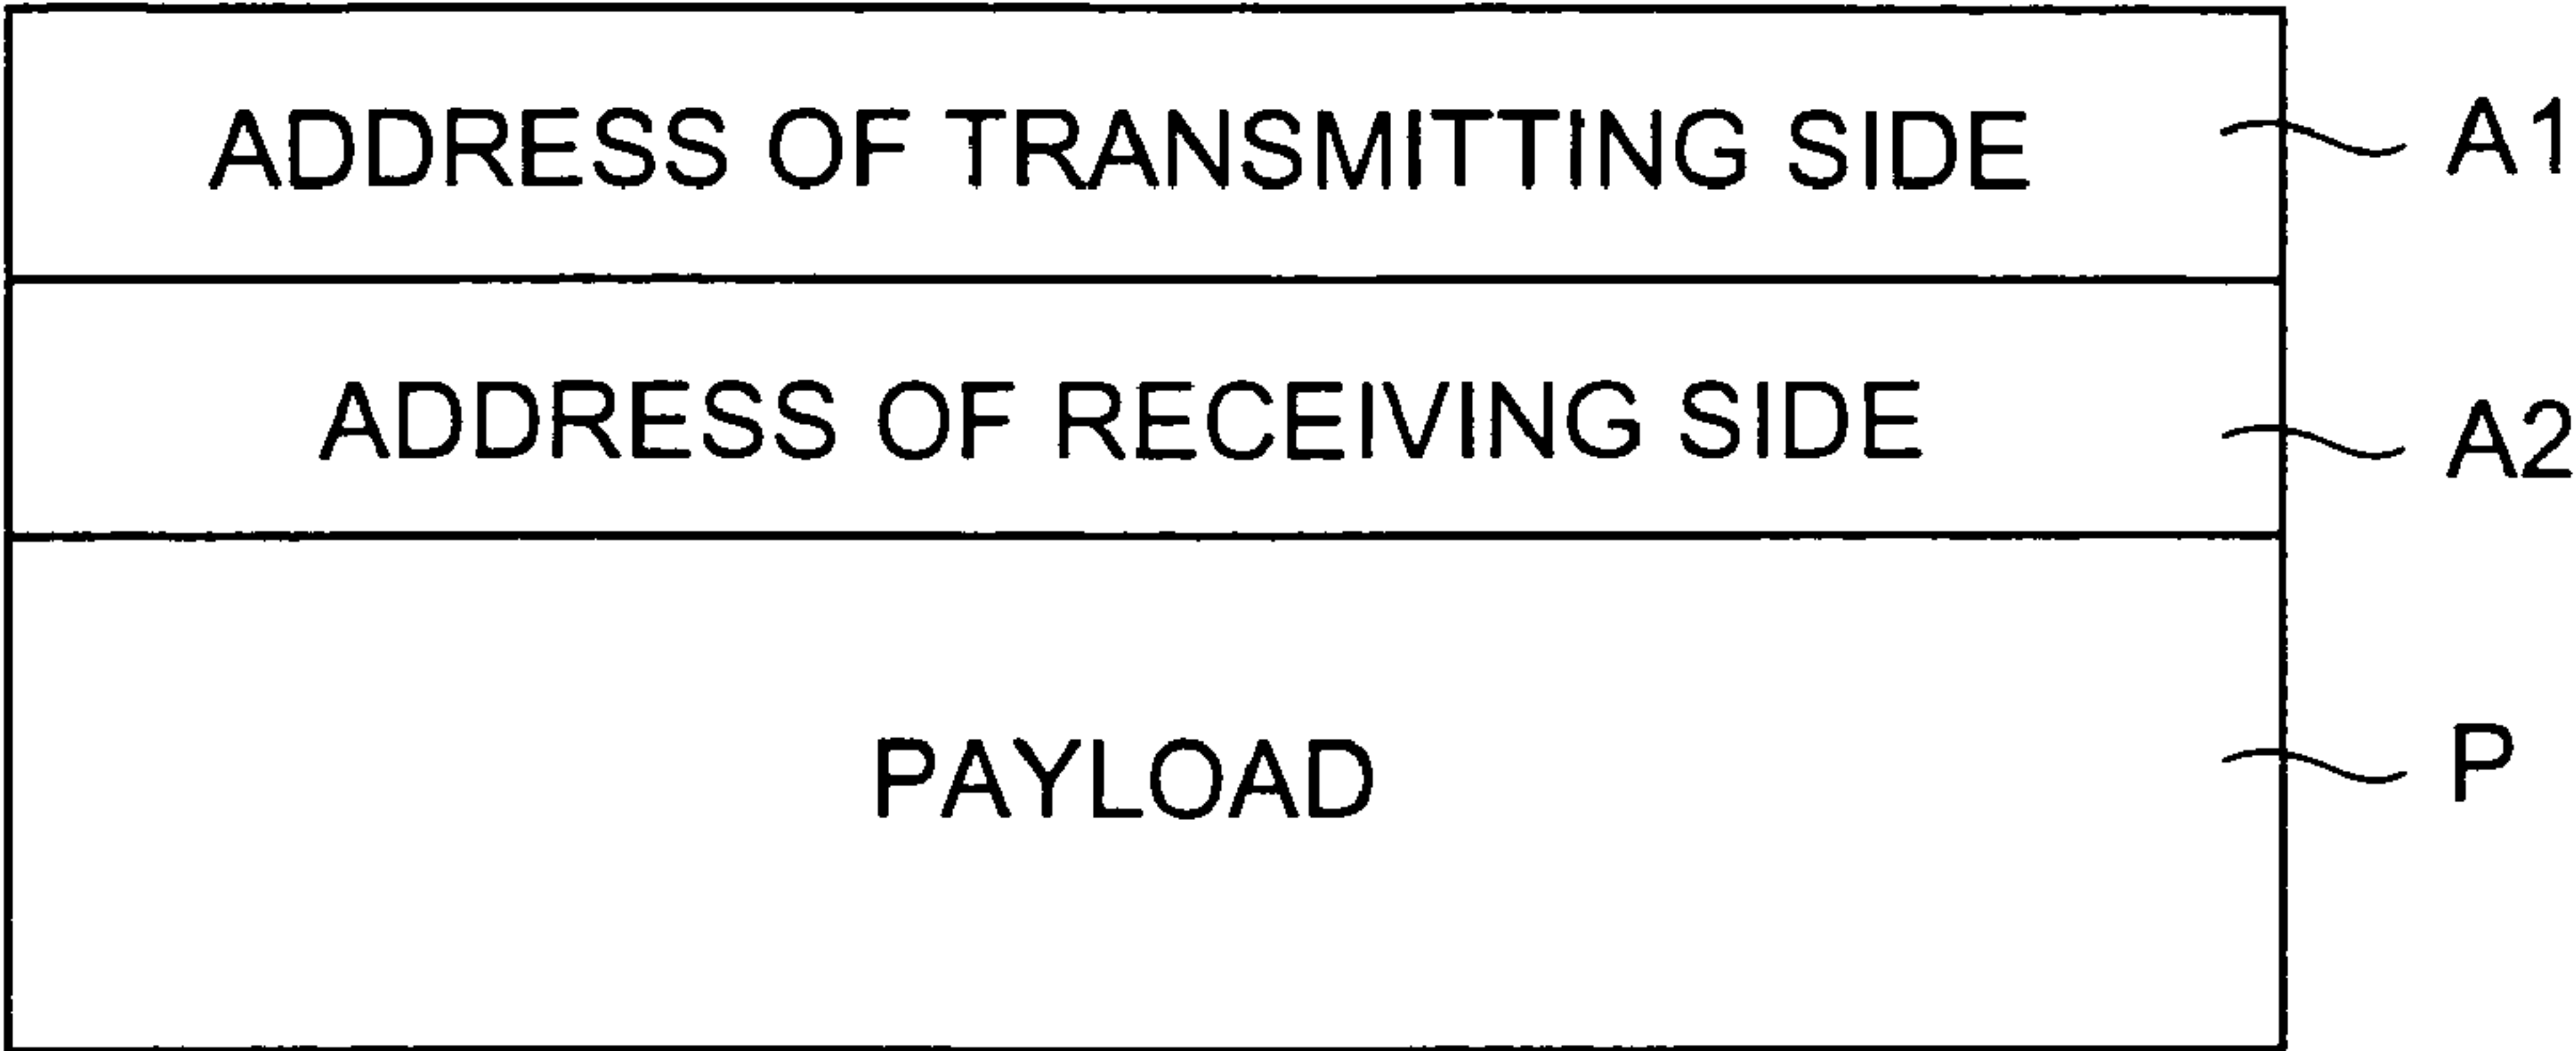 ADDRESS OF TRANSMITTING SIDE A1
ADDRESS OF RECEIVING SIDE A2
PAYLOAD P